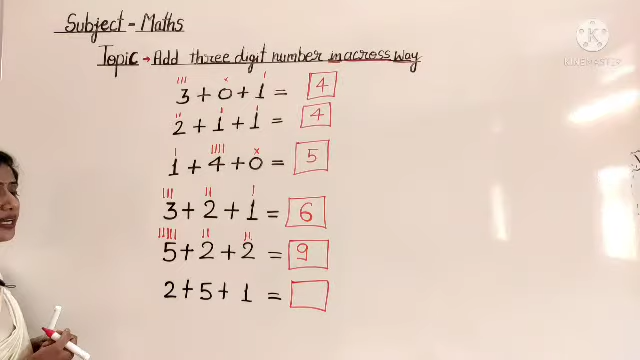 Subject - Maths
KINEMASTER
Topic → Add three digit number in across way
3 + 0 + 1 = 4
2 + 1 + 1 = 4
1 + 4 + 0 = 5
3 + 2 + 1 = 6
5 + 2 + 2 = 9
2 + 5 + 1 =